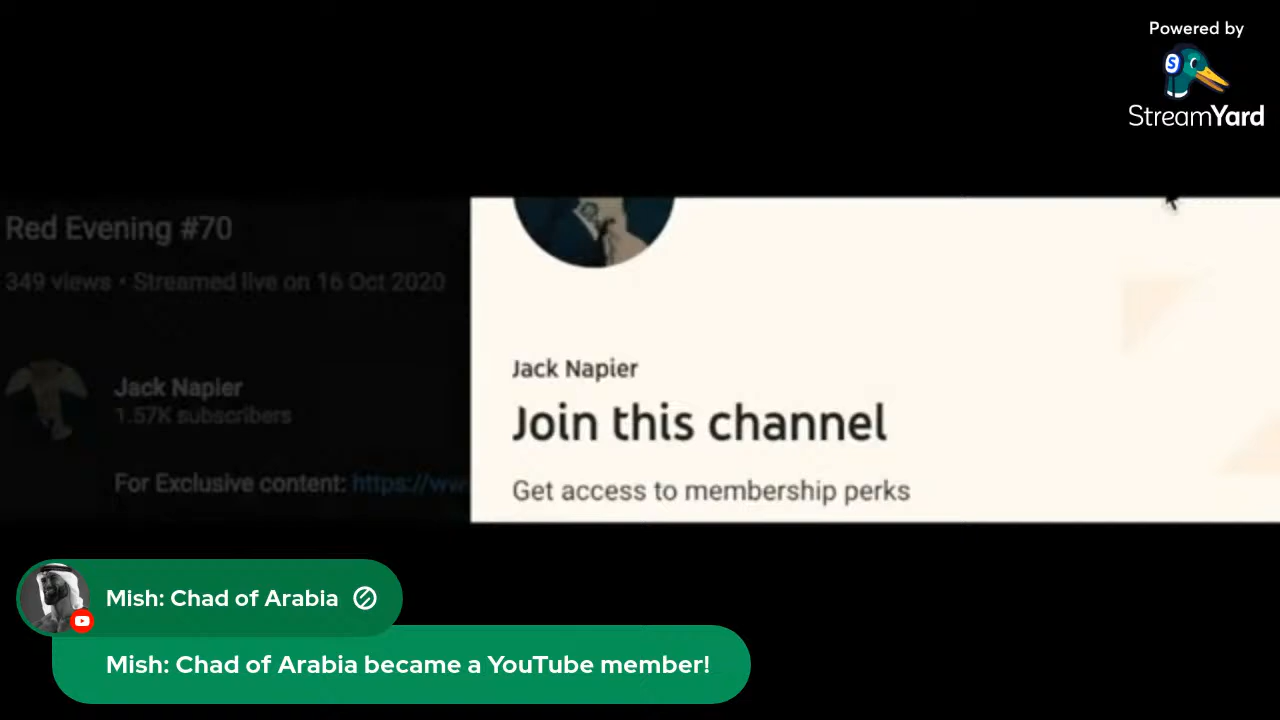 Powered by
StreamYard
Red Evening #70
349 views • Streamed live on 16 Oct 2020
Jack Napier
1.57K subscribers
For Exclusive content: https://ww
Jack Napier
Join this channel
Get access to membership perks
Mish: Chad of Arabia
Mish: Chad of Arabia became a YouTube member!